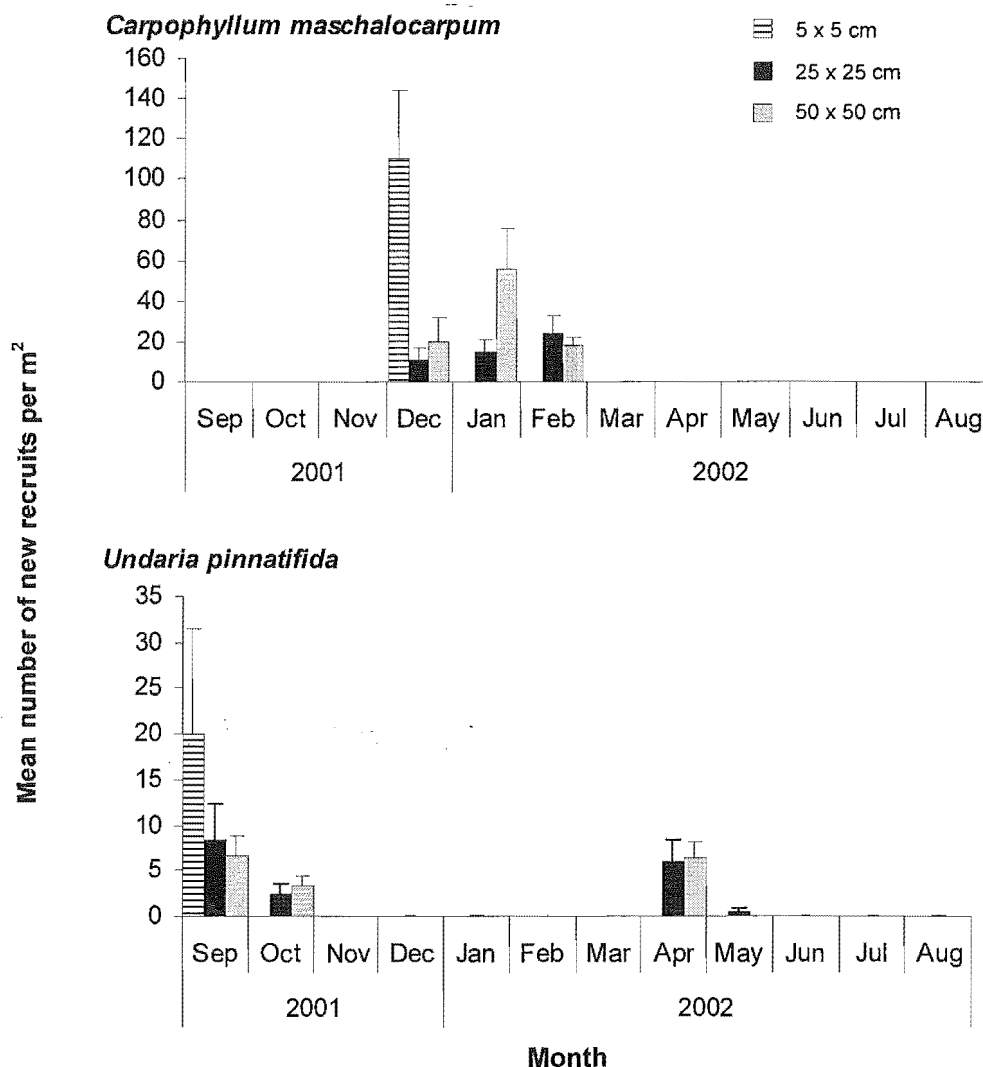 Carpophyllum maschalocarpum
5 x 5 cm
25 x 25 cm
50 x 50 cm
160
140
120
100
80
60
40
20
0
Sep Oct Nov Dec Jan Feb Mar Apr May Jun Jul Aug
2001 2002
Mean number of new recruits per m²
Undaria pinnatifida
35
30
25
20
15
10
5
0
Sep Oct Nov Dec Jan Feb Mar Apr May Jun Jul Aug
2001 2002
Month